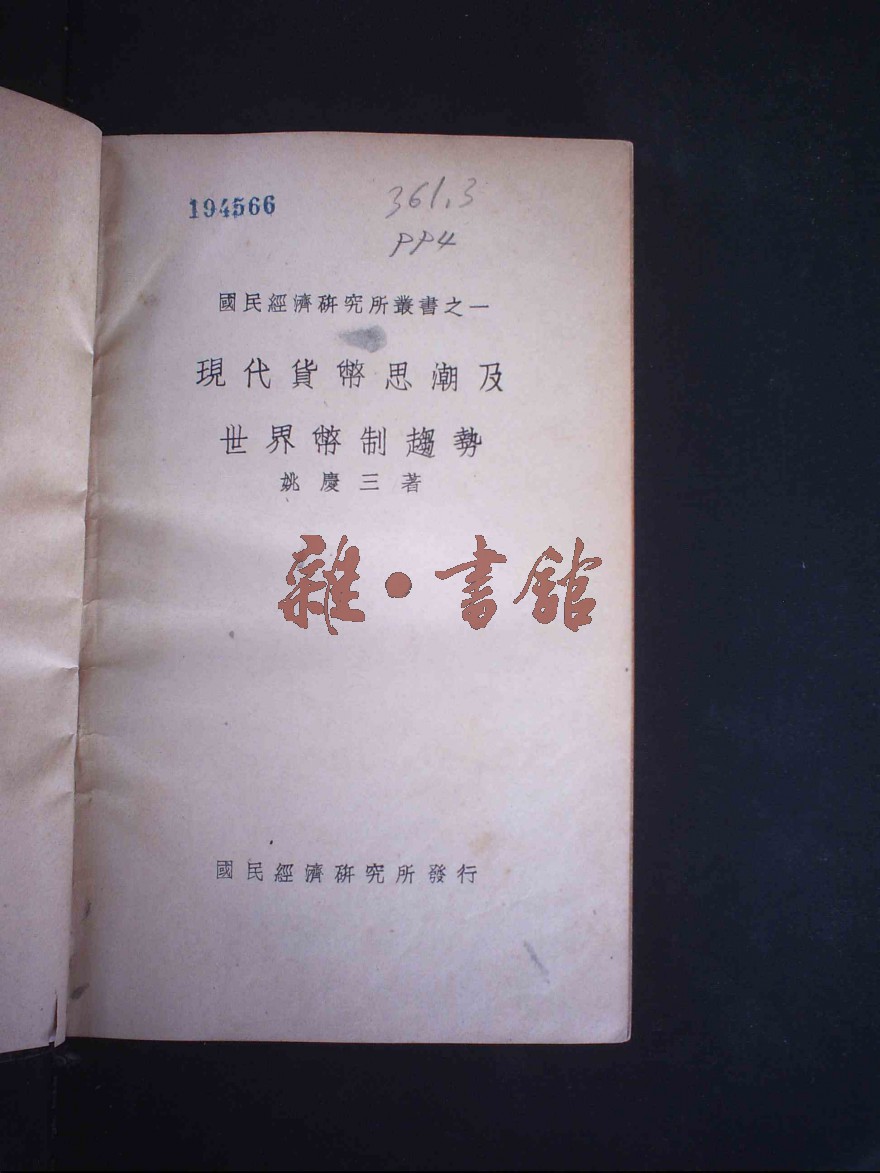 194566
361.3
PP4
國民經濟研究所叢書之一
現代貨幣思潮及
世界幣制趨勢
姚慶三著
雜·書館
國民經濟研究所發行